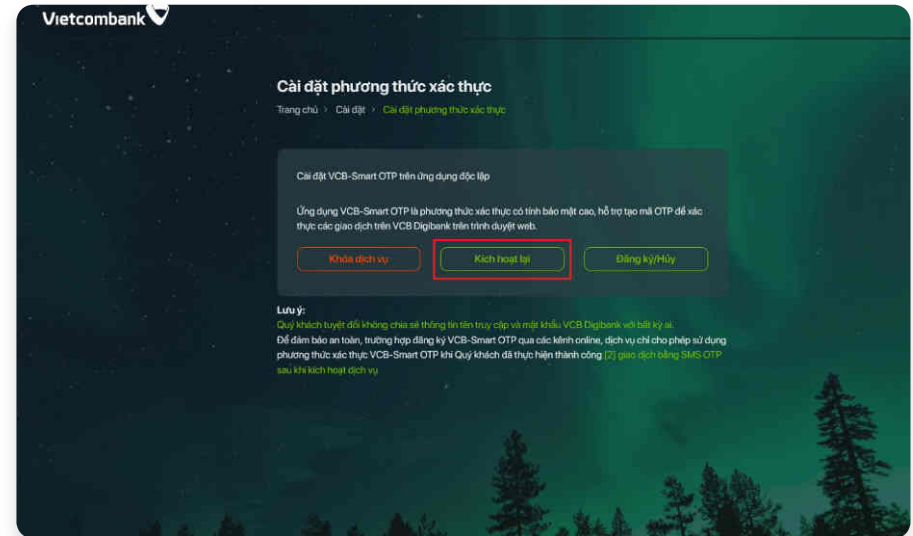 Vietcombank
Cài đặt phương thức xác thực
Trang chủ > Cài đặt > Cài đặt phương thức xác thực
Cài đặt VCB-Smart OTP trên ứng dụng độc lập
Ứng dụng VCB-Smart OTP là phương thức xác thực có tính bảo mật cao, hỗ trợ tạo mã OTP để xác
thực các giao dịch trên VCB Digibank trên trình duyệt web.
Khóa dịch vụ
Kích hoạt lại
Đăng ký/Hủy
Lưu ý:
Quý khách tuyệt đối không chia sẻ thông tin tên truy cập và mật khẩu VCB Digibank với bất kỳ ai.
Để đảm bảo an toàn, trường hợp đăng ký VCB-Smart OTP qua các kênh online, dịch vụ chỉ cho phép sử dụng
phương thức xác thực VCB-Smart OTP khi Quý khách đã thực hiện thành công [2] giao dịch bằng SMS OTP
sau khi kích hoạt dịch vụ